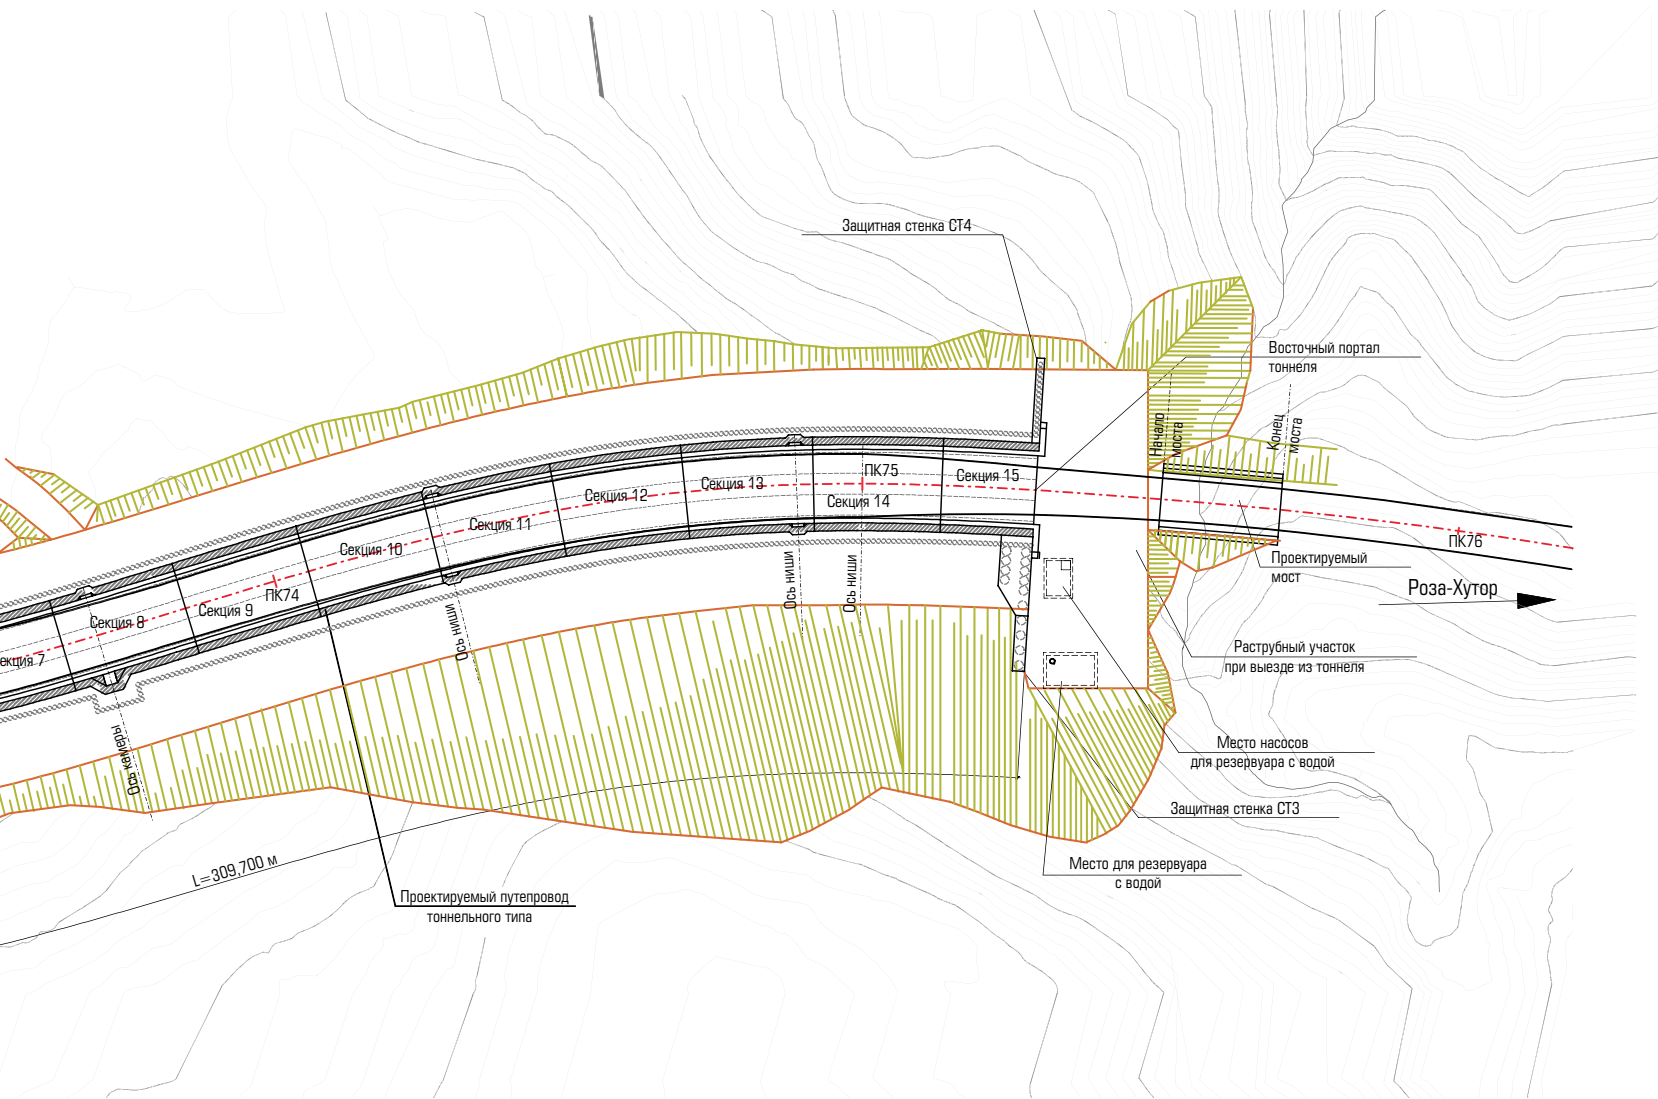 Защитная стенка СТ4
Восточный портал
тоннеля
Начало
моста
Конец
моста
ПК75
Секция 15
Секция 14
Секция 13
Секция 12
Секция 11
Секция 10
Секция 9
Секция 8
екция 7
ПК74
ПК76
Проектируемый
мост
Роза-Хутор
Ось ниши
Ось ниши
Ось ниши
Ось камеры
Раструбный участок
при выезде из тоннеля
Место насосов
для резервуара с водой
Защитная стенка СТ3
Место для резервуара
с водой
L=309,700 м
Проектируемый путепровод
тоннельного типа